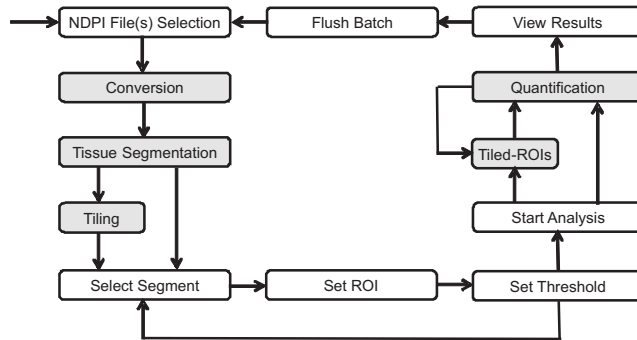 NDPI File(s) Selection
Flush Batch
View Results
Conversion
Quantification
Tissue Segmentation
Tiled-ROIs
Tiling
Start Analysis
Select Segment
Set ROI
Set Threshold